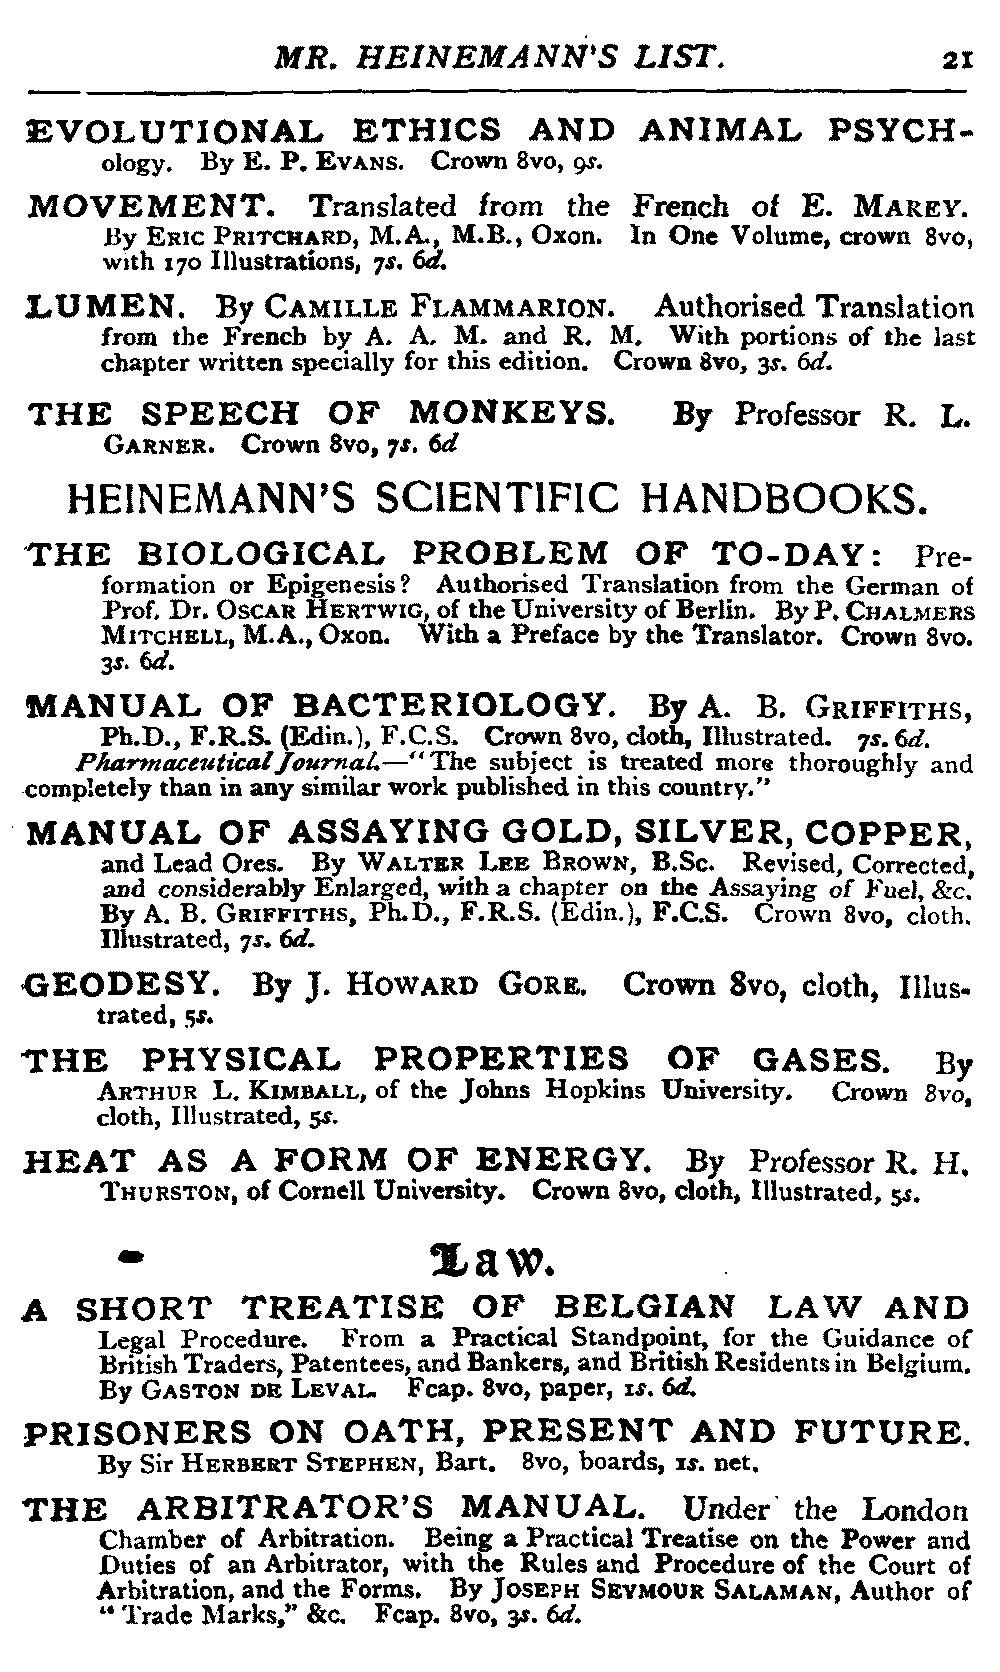 MR. HEINEMANN'S LIST. 21
EVOLUTIONAL ETHICS AND ANIMAL PSYCH-
ology. By E. P. EVANS. Crown 8vo, 9s.
MOVEMENT. Translated from the French of E. MAREY.
By ERIC PRITCHARD, M.A., M.B., Oxon. In One Volume, crown 8vo,
with 170 Illustrations, 7s. 6d.
LUMEN. By CAMILLE FLAMMARION. Authorised Translation
from the French by A. A. M. and R. M. With portions of the last
chapter written specially for this edition. Crown 8vo, 3s. 6d.
THE SPEECH OF MONKEYS. By Professor R. L.
GARNER. Crown 8vo, 7s. 6d
HEINEMANN'S SCIENTIFIC HANDBOOKS.
THE BIOLOGICAL PROBLEM OF TO-DAY: Pre-
formation or Epigenesis? Authorised Translation from the German of
Prof. Dr. OSCAR HERTWIG, of the University of Berlin. By P. CHALMERS
MITCHELL, M.A., Oxon. With a Preface by the Translator. Crown 8vo.
3s. 6d.
MANUAL OF BACTERIOLOGY. By A. B. GRIFFITHS,
Ph.D., F.R.S. (Edin.), F.C.S. Crown 8vo, cloth, Illustrated. 7s. 6d.
Pharmaceutical Journal.—"The subject is treated more thoroughly and
completely than in any similar work published in this country."
MANUAL OF ASSAYING GOLD, SILVER, COPPER,
and Lead Ores. By WALTER LEE BROWN, B.Sc. Revised, Corrected,
and considerably Enlarged, with a chapter on the Assaying of Fuel, &c.
By A. B. GRIFFITHS, Ph.D., F.R.S. (Edin.), F.C.S. Crown 8vo, cloth.
Illustrated, 7s. 6d.
GEODESY. By J. HOWARD GORE. Crown 8vo, cloth, Illus-
trated, 5s.
THE PHYSICAL PROPERTIES OF GASES. By
ARTHUR L. KIMBALL, of the Johns Hopkins University. Crown 8vo,
cloth, Illustrated, 5s.
HEAT AS A FORM OF ENERGY. By Professor R. H.
THURSTON, of Cornell University. Crown 8vo, cloth, Illustrated, 5s.
Law.
A SHORT TREATISE OF BELGIAN LAW AND
Legal Procedure. From a Practical Standpoint, for the Guidance of
British Traders, Patentees, and Bankers, and British Residents in Belgium.
By GASTON DE LEVAL. Fcap. 8vo, paper, 1s. 6d.
PRISONERS ON OATH, PRESENT AND FUTURE.
By Sir HERBERT STEPHEN, Bart. 8vo, boards, 1s. net.
THE ARBITRATOR'S MANUAL. Under the London
Chamber of Arbitration. Being a Practical Treatise on the Power and
Duties of an Arbitrator, with the Rules and Procedure of the Court of
Arbitration, and the Forms. By JOSEPH SEYMOUR SALAMAN, Author of
"Trade Marks," &c. Fcap. 8vo, 3s. 6d.